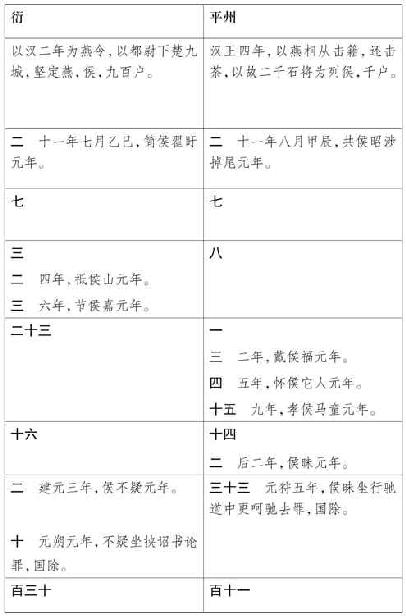 衍
以汉二年为燕令，以都尉下楚九
城，坚定燕，侯，九百户。
二 十一年七月乙巳，简侯翟盱
元年。
七
三
二 四年，祗侯山元年。
三 六年，节侯嘉元年。
二十三
十六
二 建元三年，侯不疑元年。
十 元朔元年，不疑坐挟诏书论
罪，国除。
百三十
平州
汉王四年，以燕相从击籍，还击
荼，以故二千石将为列侯，千户。
二 十一年八月甲辰，共侯昭涉
掉尾元年。
七
八
一
三 二年，戴侯福元年。
四 五年，怀侯它人元年。
十五 九年，孝侯马童元年。
十四
二 后二年，侯昧元年。
三十三 元狩五年，侯昧坐行驰
道中更呵驰去罪，国除。
百十一